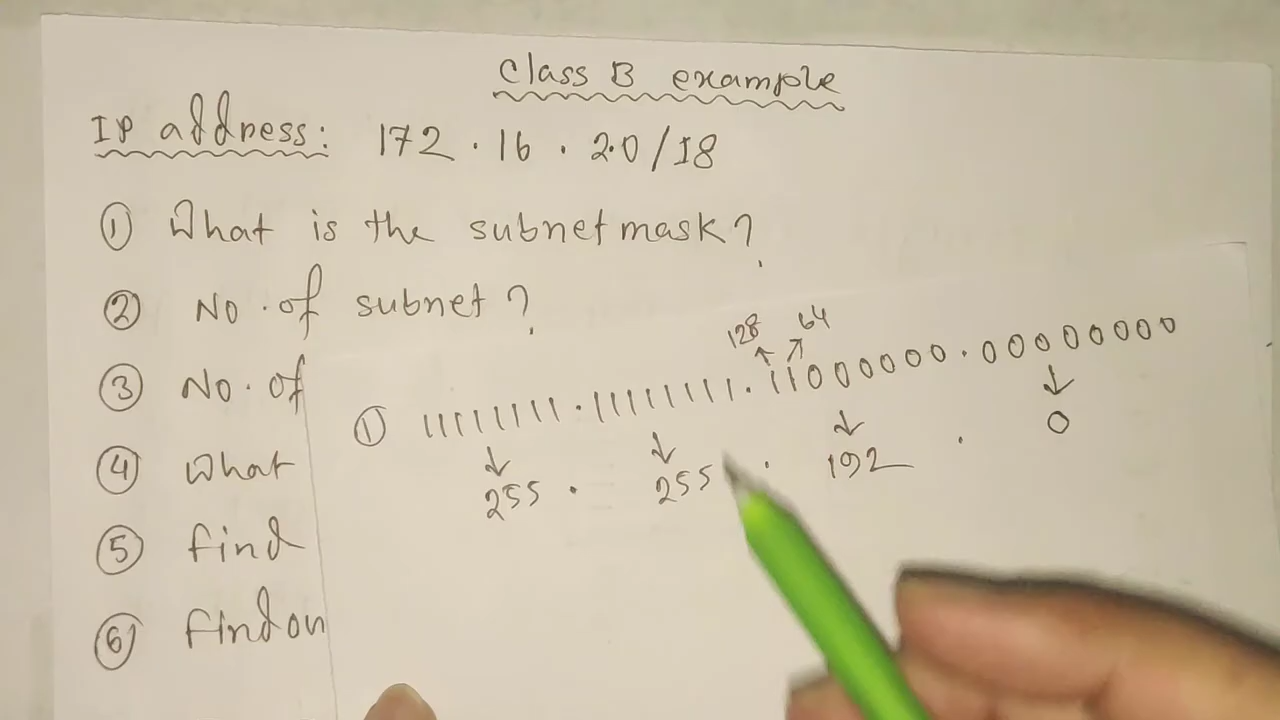 Class B example
IP address: 172.16.2.0/18
① What is the subnet mask?
② No. of subnet?
③ No. of
④ What
⑤ find
⑥ Find on
128 64
① 11111111.11111111.11000000.00000000
255. 255. 192. 0